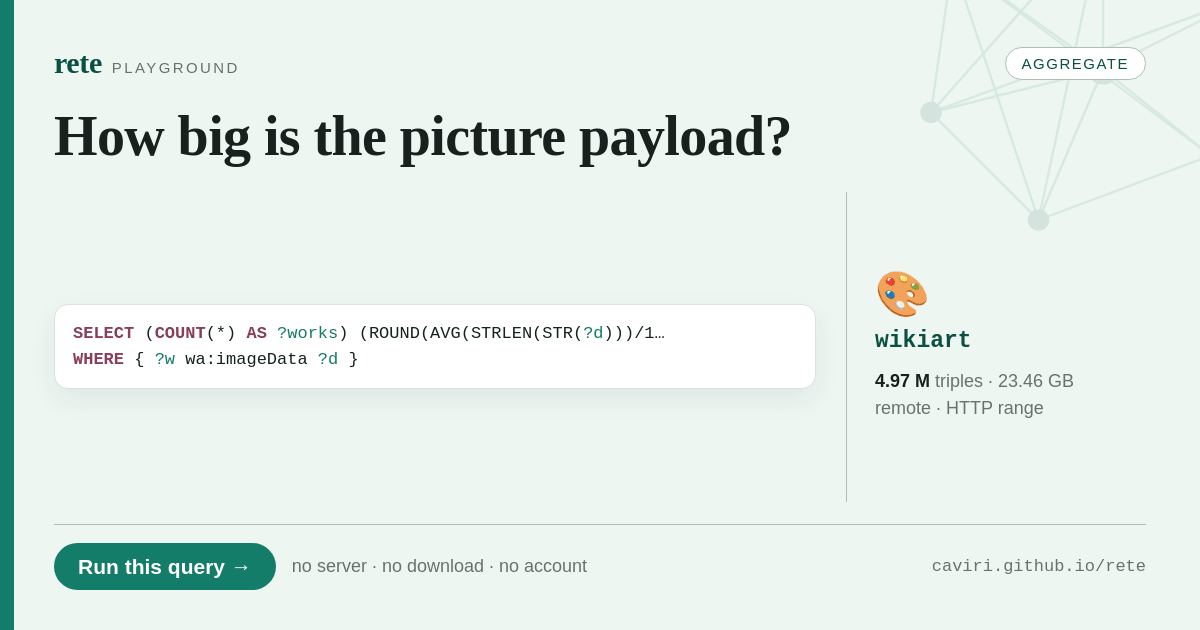 rete PLAYGROUND
AGGREGATE
How big is the picture payload?
SELECT (COUNT(*) AS ?works) (ROUND(AVG(STRLEN(STR(?d)))/1…
WHERE { ?w wa:imageData ?d }
wikiart
4.97 M triples · 23.46 GB
remote · HTTP range
Run this query →
no server · no download · no account
caviri.github.io/rete